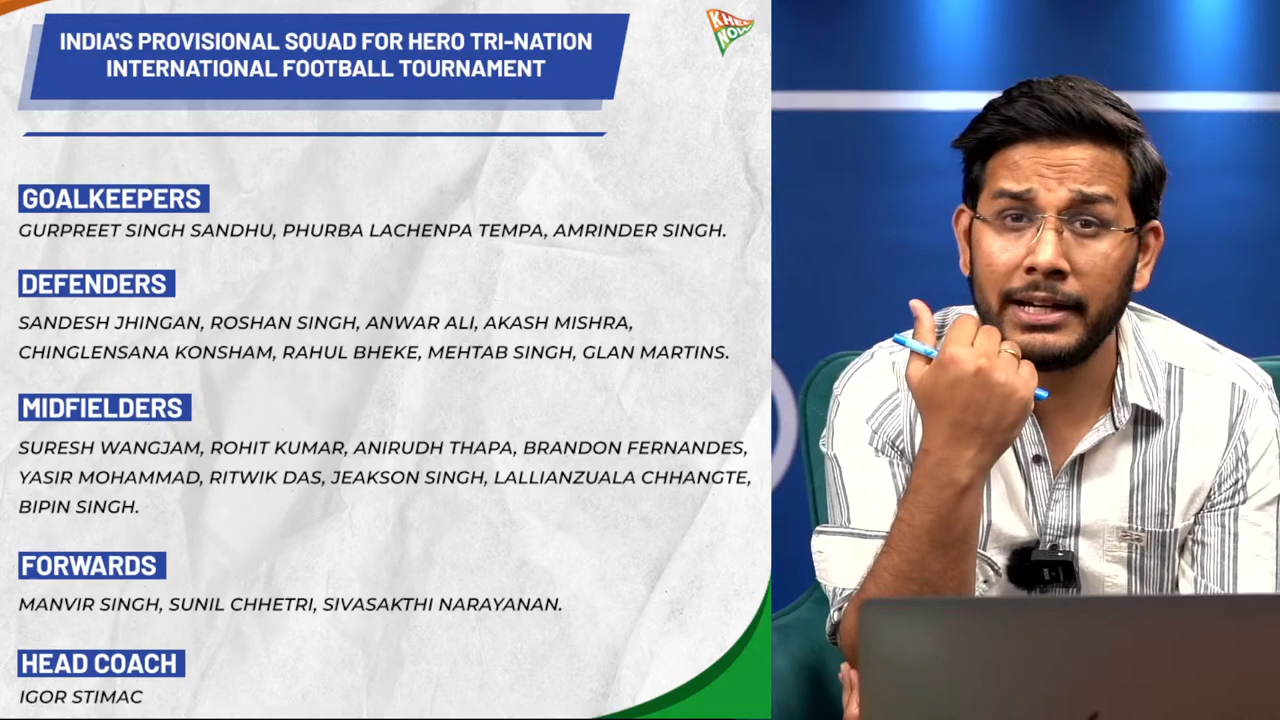 INDIA'S PROVISIONAL SQUAD FOR HERO TRI-NATION
INTERNATIONAL FOOTBALL TOURNAMENT
KHEL
NOW
GOALKEEPERS
GURPREET SINGH SANDHU, PHURBA LACHENPA TEMPA, AMRINDER SINGH.
DEFENDERS
SANDESH JHINGAN, ROSHAN SINGH, ANWAR ALI, AKASH MISHRA,
CHINGLENSANA KONSHAM, RAHUL BHEKE, MEHTAB SINGH, GLAN MARTINS.
MIDFIELDERS
SURESH WANGJAM, ROHIT KUMAR, ANIRUDH THAPA, BRANDON FERNANDES,
YASIR MOHAMMAD, RITWIK DAS, JEAKSON SINGH, LALLIANZUALA CHHANGTE,
BIPIN SINGH.
FORWARDS
MANVIR SINGH, SUNIL CHHETRI, SIVASAKTHI NARAYANAN.
HEAD COACH
IGOR STIMAC